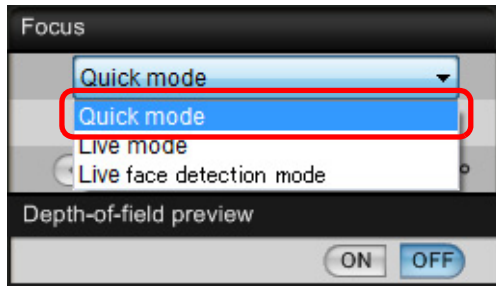 Focus
Quick mode
Quick mode
Live mode
Live face detection mode
Depth-of-field preview
ON OFF